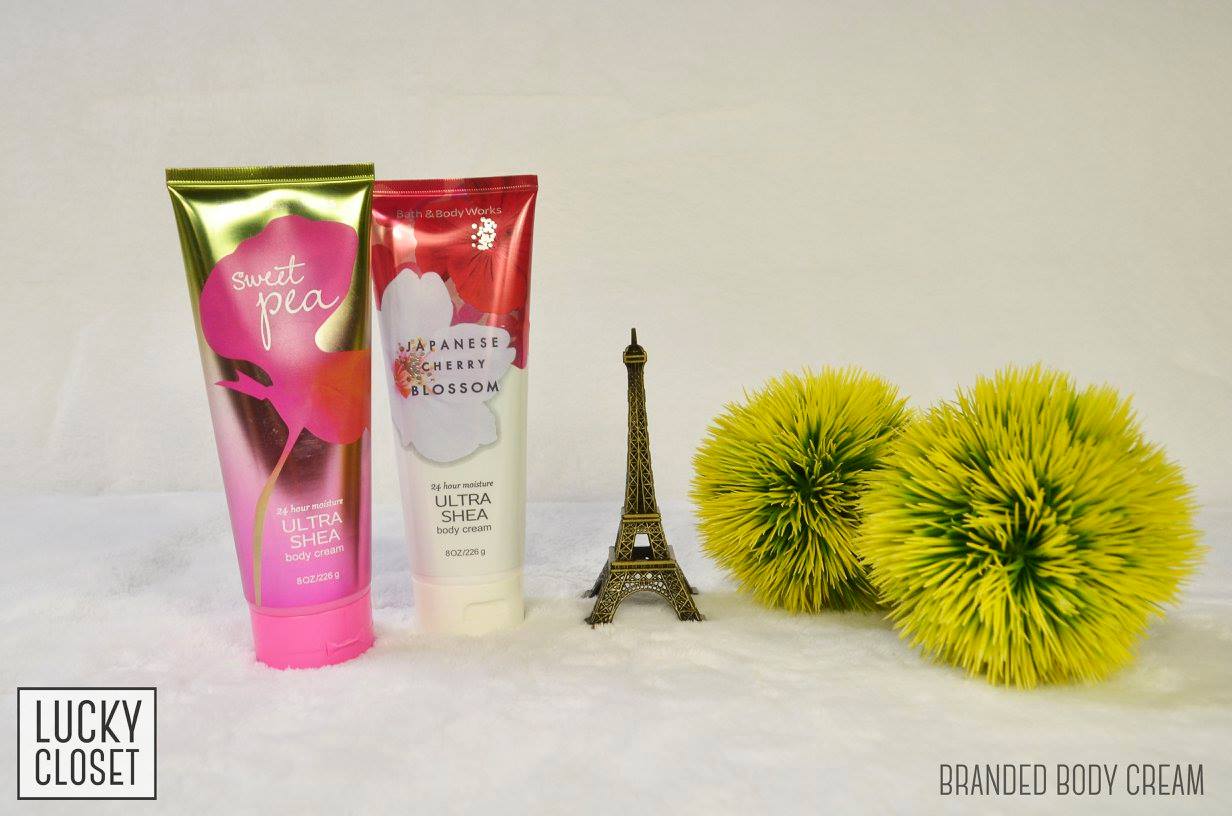 sweet
pea
24 hour moisture
ULTRA
SHEA
body cream
8OZ/226 g
Bath & Body Works
JAPANESE
CHERRY
BLOSSOM
24 hour moisture
ULTRA
SHEA
body cream
8OZ/226 g
LUCKY
CLOSET
BRANDED BODY CREAM